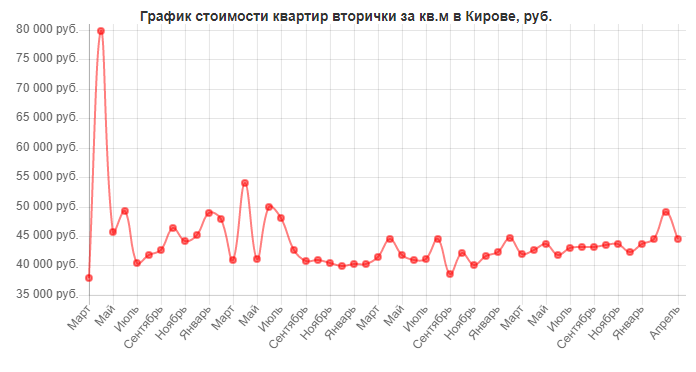 График стоимости квартир вторички за кв.м в Кирове, руб.
80 000 руб.
75 000 руб.
70 000 руб.
65 000 руб.
60 000 руб.
55 000 руб.
50 000 руб.
45 000 руб.
40 000 руб.
35 000 руб.
Март
Май
Июль
Сентябрь
Ноябрь
Январь
Март
Май
Июль
Сентябрь
Ноябрь
Январь
Март
Май
Июль
Сентябрь
Ноябрь
Январь
Март
Май
Июль
Сентябрь
Ноябрь
Январь
Апрель